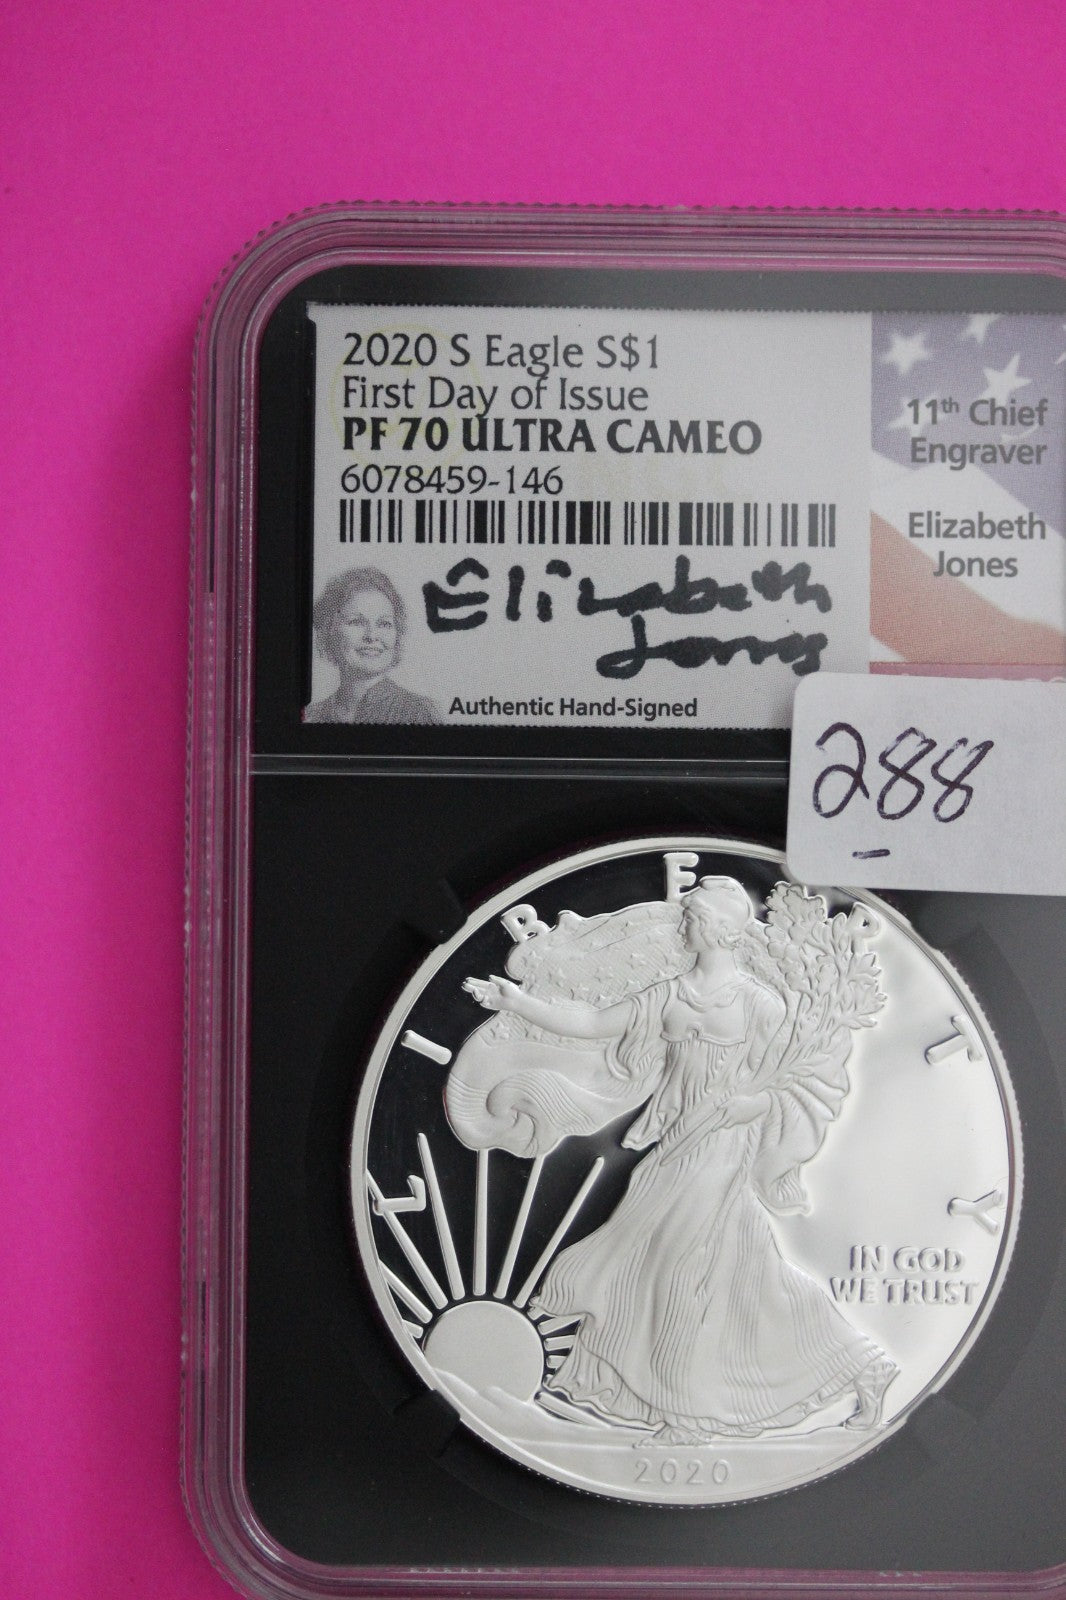 2020 S Eagle S$1
First Day of Issue
PF 70 ULTRA CAMEO
6078459-146
Elizabeth
Jones
Authentic Hand-Signed
11th Chief
Engraver
Elizabeth
Jones
288
LIBERTY
IN GOD
WE TRUST
2020